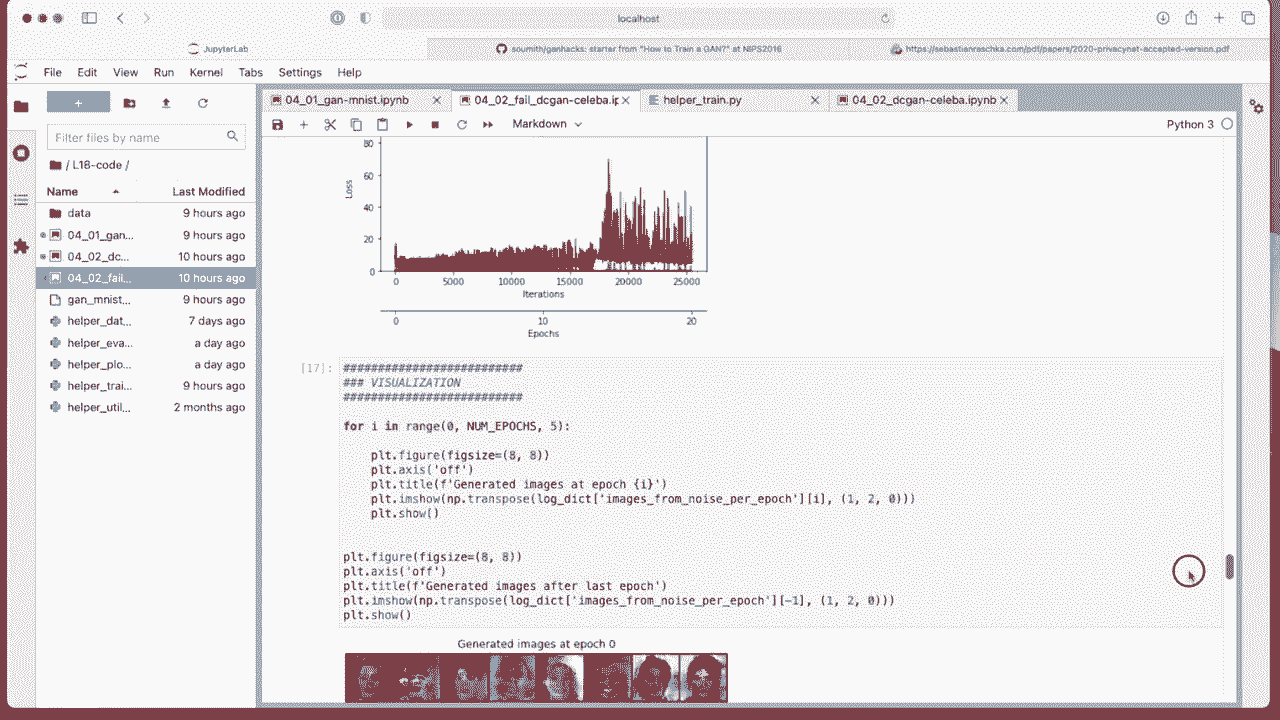 localhost
JupyterLab
soumith/ganhacks: starter from "How to Train a GAN?" at NIPS2016
https://sebastianraschka.com/pdf/papers/2020-privacynet-accepted-version.pdf
File Edit View Run Kernel Tabs Settings Help
04_01_gan-mnist.ipynb
04_02_fail_dcgan-celeba.ip
helper_train.py
04_02_dcgan-celeba.ipynb
Markdown
Python 3
Filter files by name
/ L18-code /
Name Last Modified
data 9 hours ago
04_01_gan... 9 hours ago
04_02_dc... 10 hours ago
04_02_fail... 10 hours ago
gan_mnist... 9 hours ago
helper_dat... 7 days ago
helper_eva... a day ago
helper_plo... a day ago
helper_trai... 9 hours ago
helper_util... 2 months ago
80
60
40
20
0
Loss
0 5000 10000 15000 20000 25000
Iterations
0 10 20
Epochs
[17]:
##########################
### VISUALIZATION
##########################
for i in range(0, NUM_EPOCHS, 5):
plt.figure(figsize=(8, 8))
plt.axis('off')
plt.title(f'Generated images at epoch {i}')
plt.imshow(np.transpose(log_dict['images_from_noise_per_epoch'][i], (1, 2, 0)))
plt.show()
plt.figure(figsize=(8, 8))
plt.axis('off')
plt.title(f'Generated images after last epoch')
plt.imshow(np.transpose(log_dict['images_from_noise_per_epoch'][-1], (1, 2, 0)))
plt.show()
Generated images at epoch 0